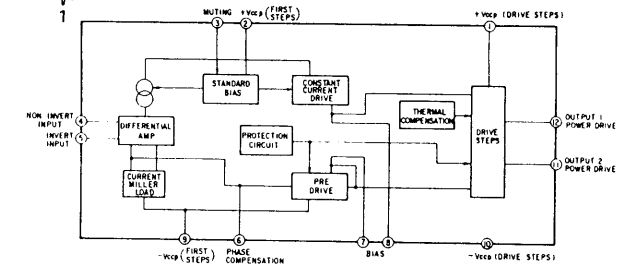 1
MUTING
+Vccp (FIRST STEPS)
+Vccp (DRIVE STEPS)
3
2
1
STANDARD BIAS
CONSTANT CURRENT DRIVE
THERMAL COMPENSATION
NON INVERT INPUT
4
INVERT INPUT
5
DIFFERENTIAL AMP
PROTECTION CIRCUIT
DRIVE STEPS
12
OUTPUT 1
POWER DRIVE
11
OUTPUT 2
POWER DRIVE
CURRENT MILLER LOAD
PRE DRIVE
9
6
7
8
10
-Vccp (FIRST STEPS)
PHASE COMPENSATION
BIAS
-Vccp (DRIVE STEPS)